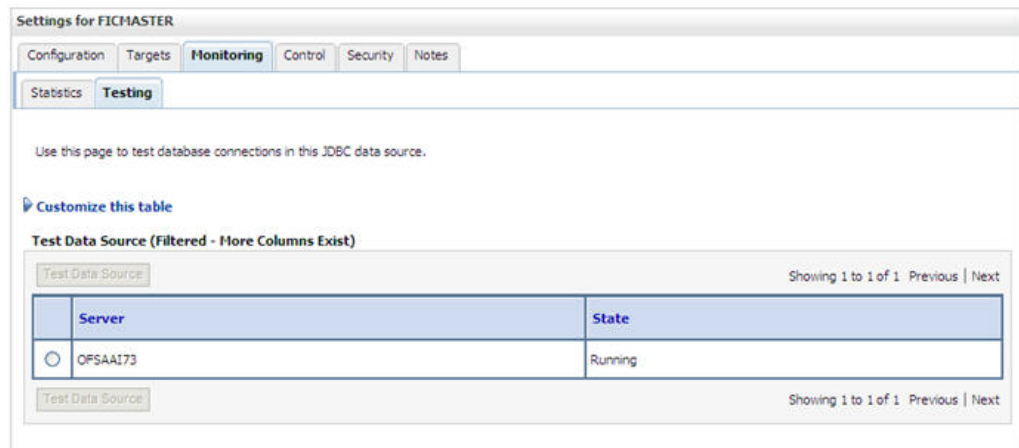 Settings for FICMASTER
Configuration Targets Monitoring Control Security Notes
Statistics Testing
Use this page to test database connections in this JDBC data source.
Customize this table
Test Data Source (Filtered - More Columns Exist)
Test Data Source Showing 1 to 1 of 1 Previous | Next
Server State
OFSAAI73 Running
Test Data Source Showing 1 to 1 of 1 Previous | Next